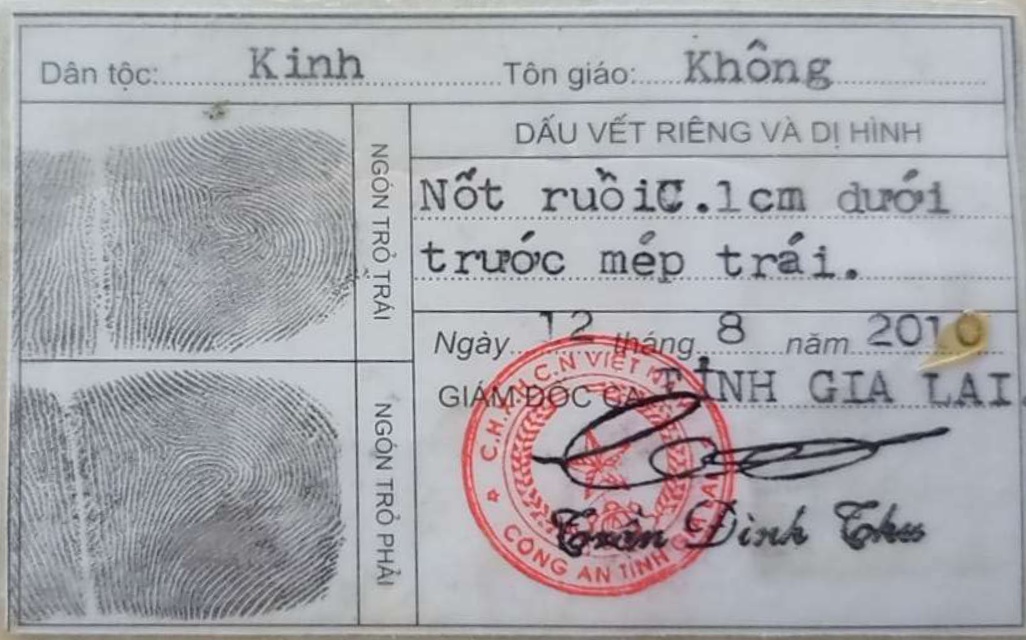 Dân tộc: Kinh Tôn giáo: Không
NGÓN TRỎ TRÁI
DẤU VẾT RIÊNG VÀ DỊ HÌNH
Nốt ruồi C.1cm dưới
trước mép trái.
NGÓN TRỎ PHẢI
Ngày 12 tháng 8 năm 2010
GIÁM ĐỐC CA TỈNH GIA LAI
C.H.X.H.C.N VIỆT NAM
CÔNG AN TỈNH GIA LAI
Trần Đình Thu